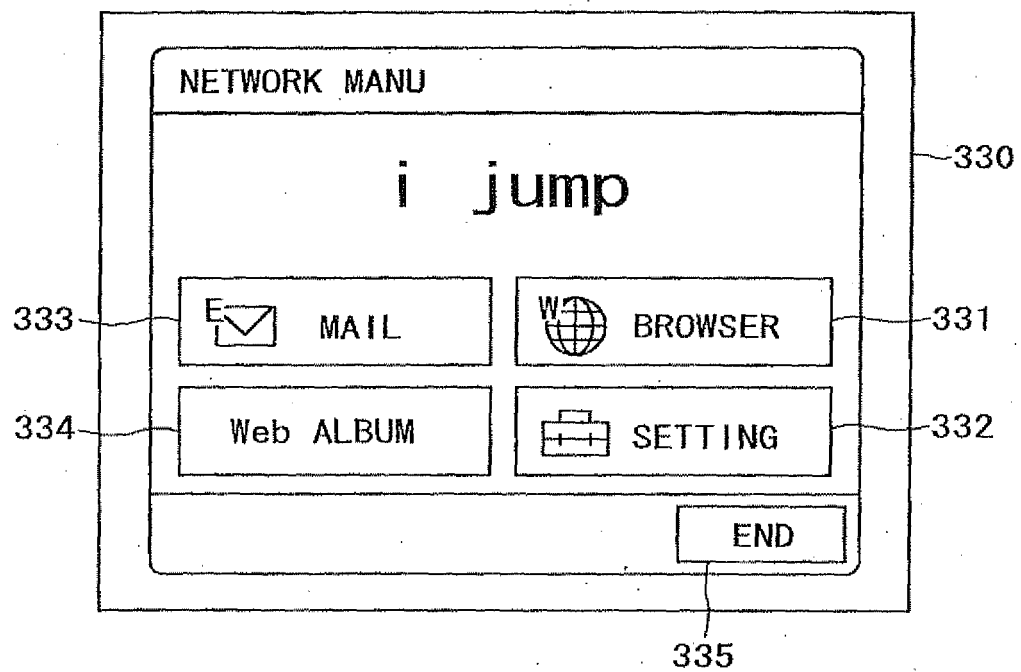 NETWORK MANU
330
i jump
333 E MAIL W BROWSER 331
334 Web ALBUM SETTING 332
END
335